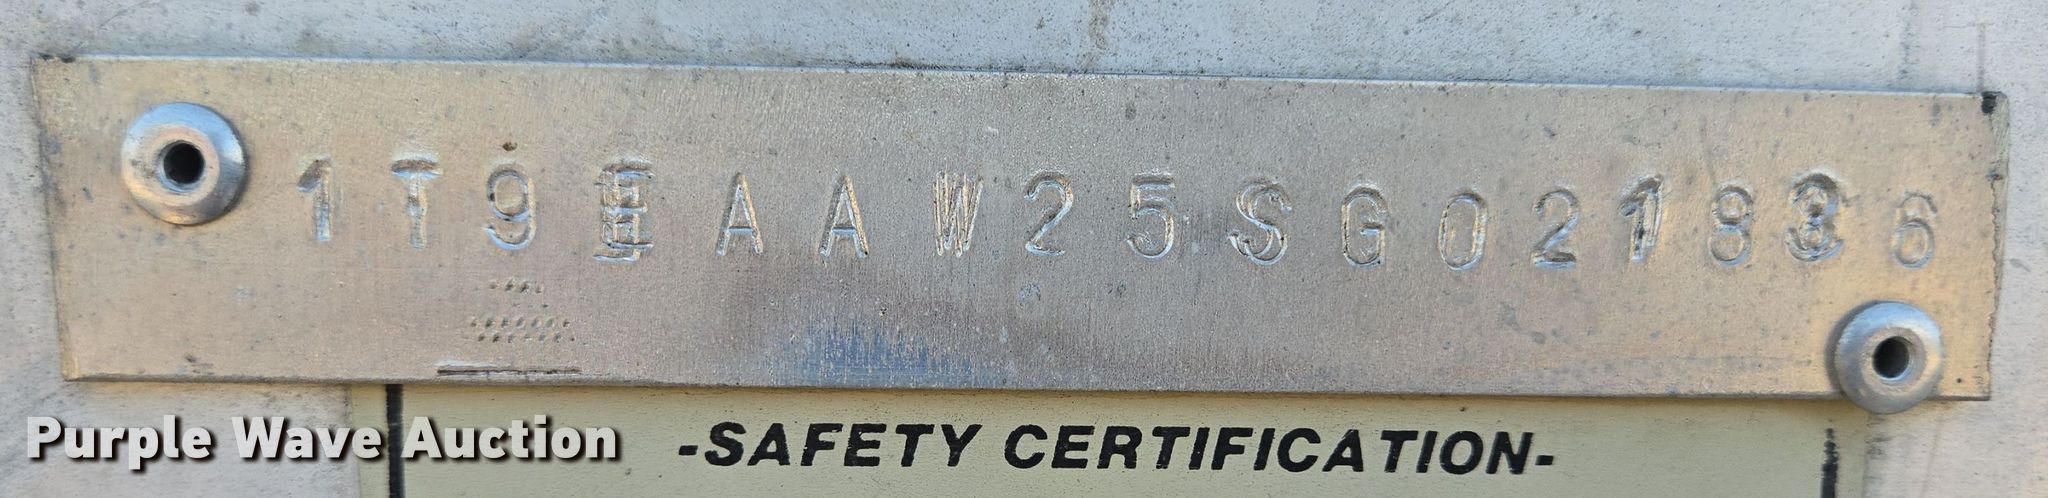 1T9EAAW25SG021836
Purple Wave Auction
-SAFETY CERTIFICATION-